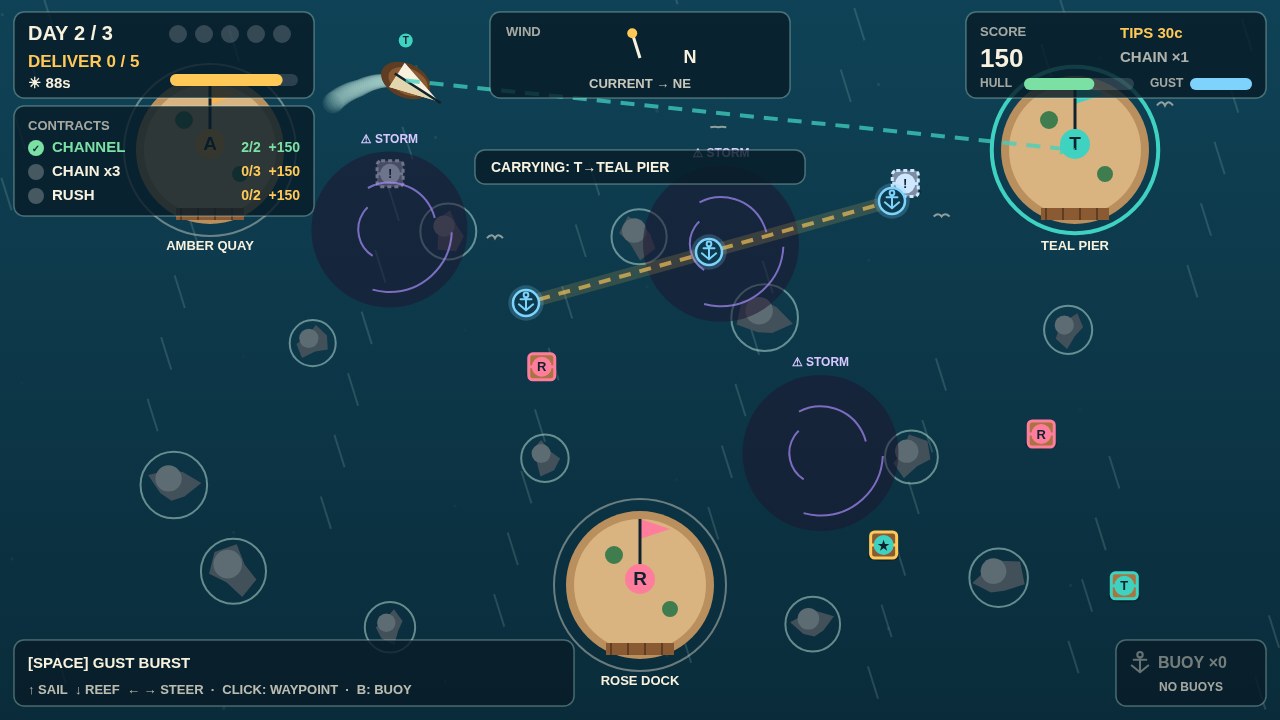 DAY 2 / 3
DELIVER 0 / 5
☀ 88s
CONTRACTS
✓ CHANNEL 2/2 +150
CHAIN x3 0/3 +150
RUSH 0/2 +150
A
AMBER QUAY
T
WIND
N
CURRENT → NE
SCORE
150
TIPS 30c
CHAIN ×1
HULL
GUST
⚠ STORM
!
⚠ STORM
CARRYING: T→TEAL PIER
!
T
TEAL PIER
R
⚠ STORM
R
★
T
R
ROSE DOCK
[SPACE] GUST BURST
↑ SAIL ↓ REEF ← → STEER · CLICK: WAYPOINT · B: BUOY
BUOY ×0
NO BUOYS